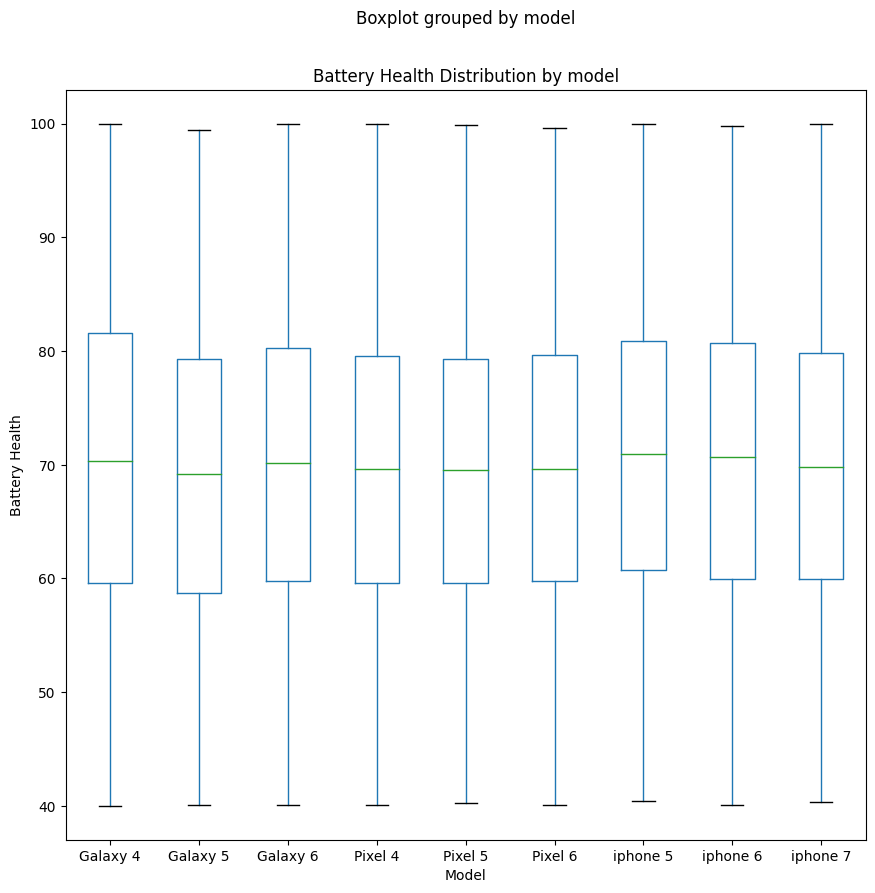 Boxplot grouped by model
Battery Health Distribution by model
100
90
80
70
60
50
40
Battery Health
Galaxy 4 Galaxy 5 Galaxy 6 Pixel 4 Pixel 5 Pixel 6 iphone 5 iphone 6 iphone 7
Model